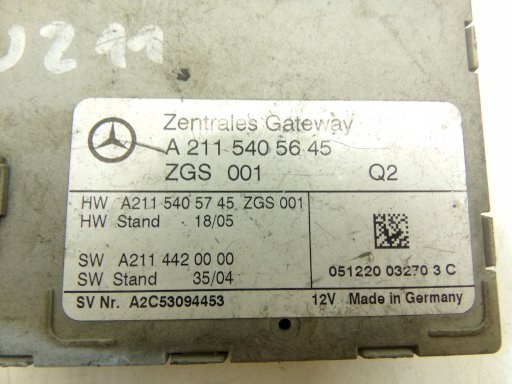 U211
Zentrales Gateway
A 211 540 56 45
ZGS 001 Q2
HW A211 540 57 45, ZGS 001
HW Stand 18/05
SW A211 442 00 00
SW Stand 35/04
051220 03270 3 C
SV Nr. A2C53094453
12V Made in Germany